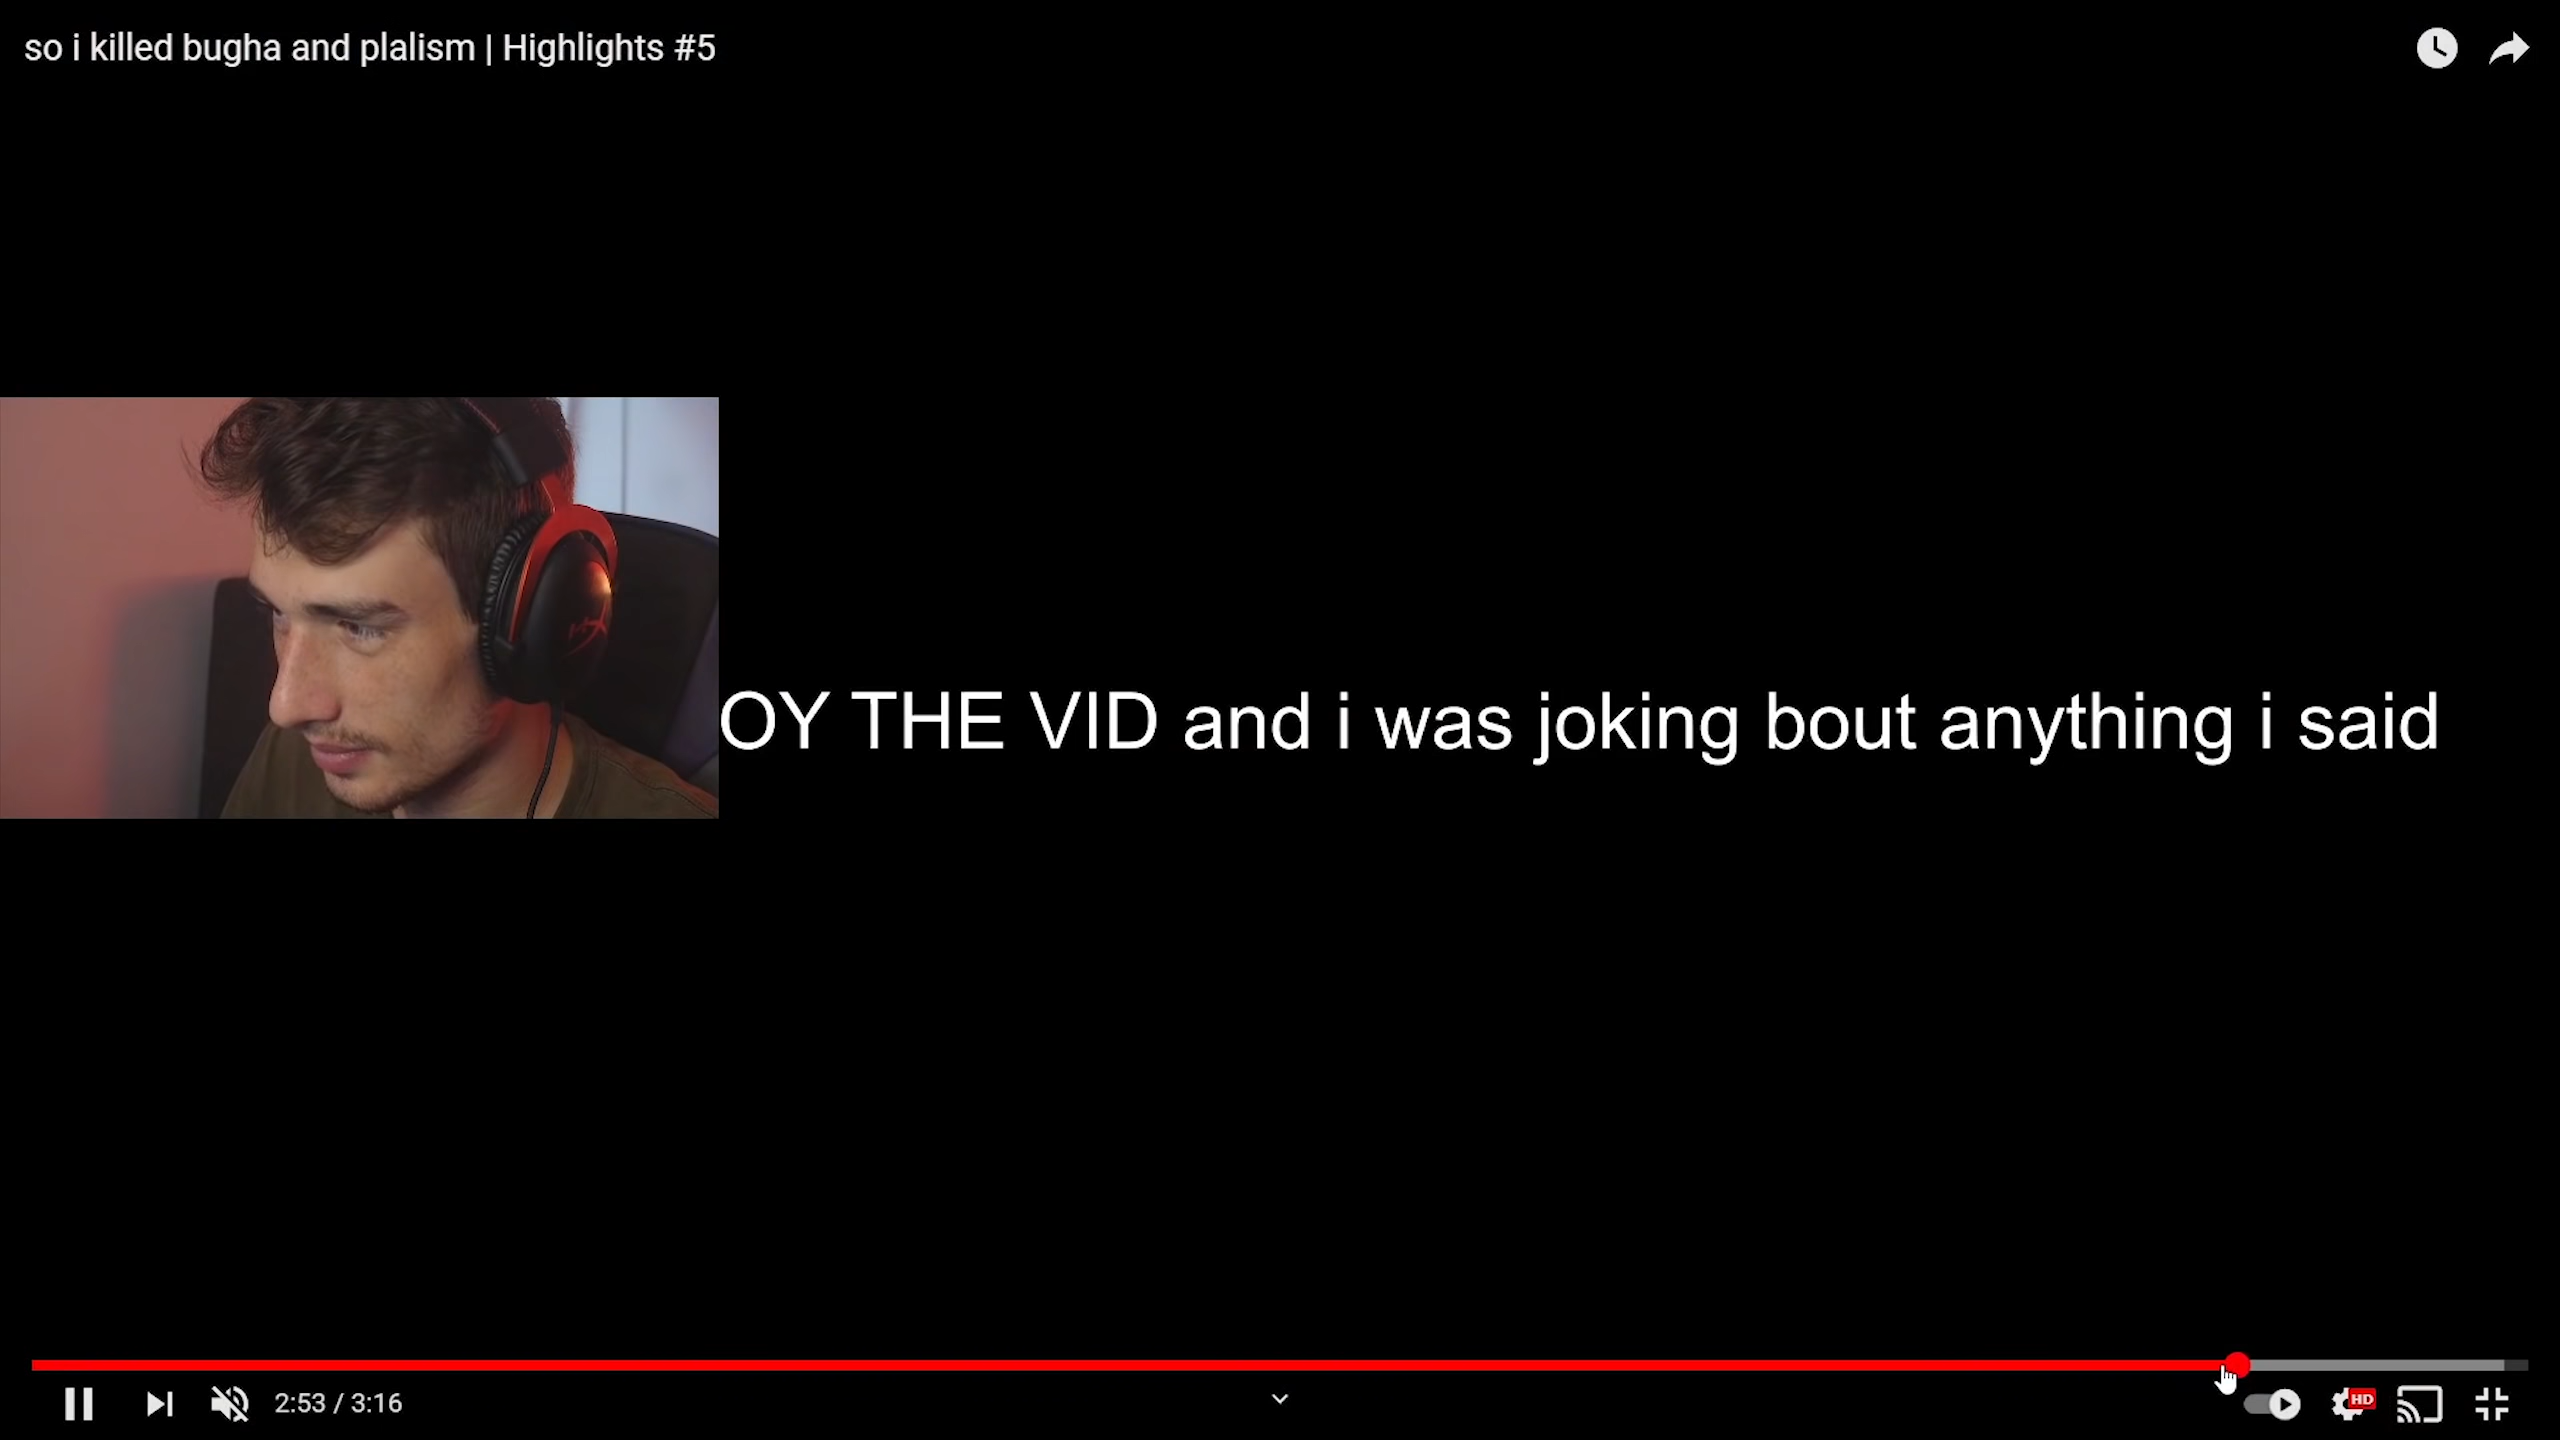 so i killed bugha and plalism | Highlights #5
OY THE VID and i was joking bout anything i said
2:53 / 3:16
HD